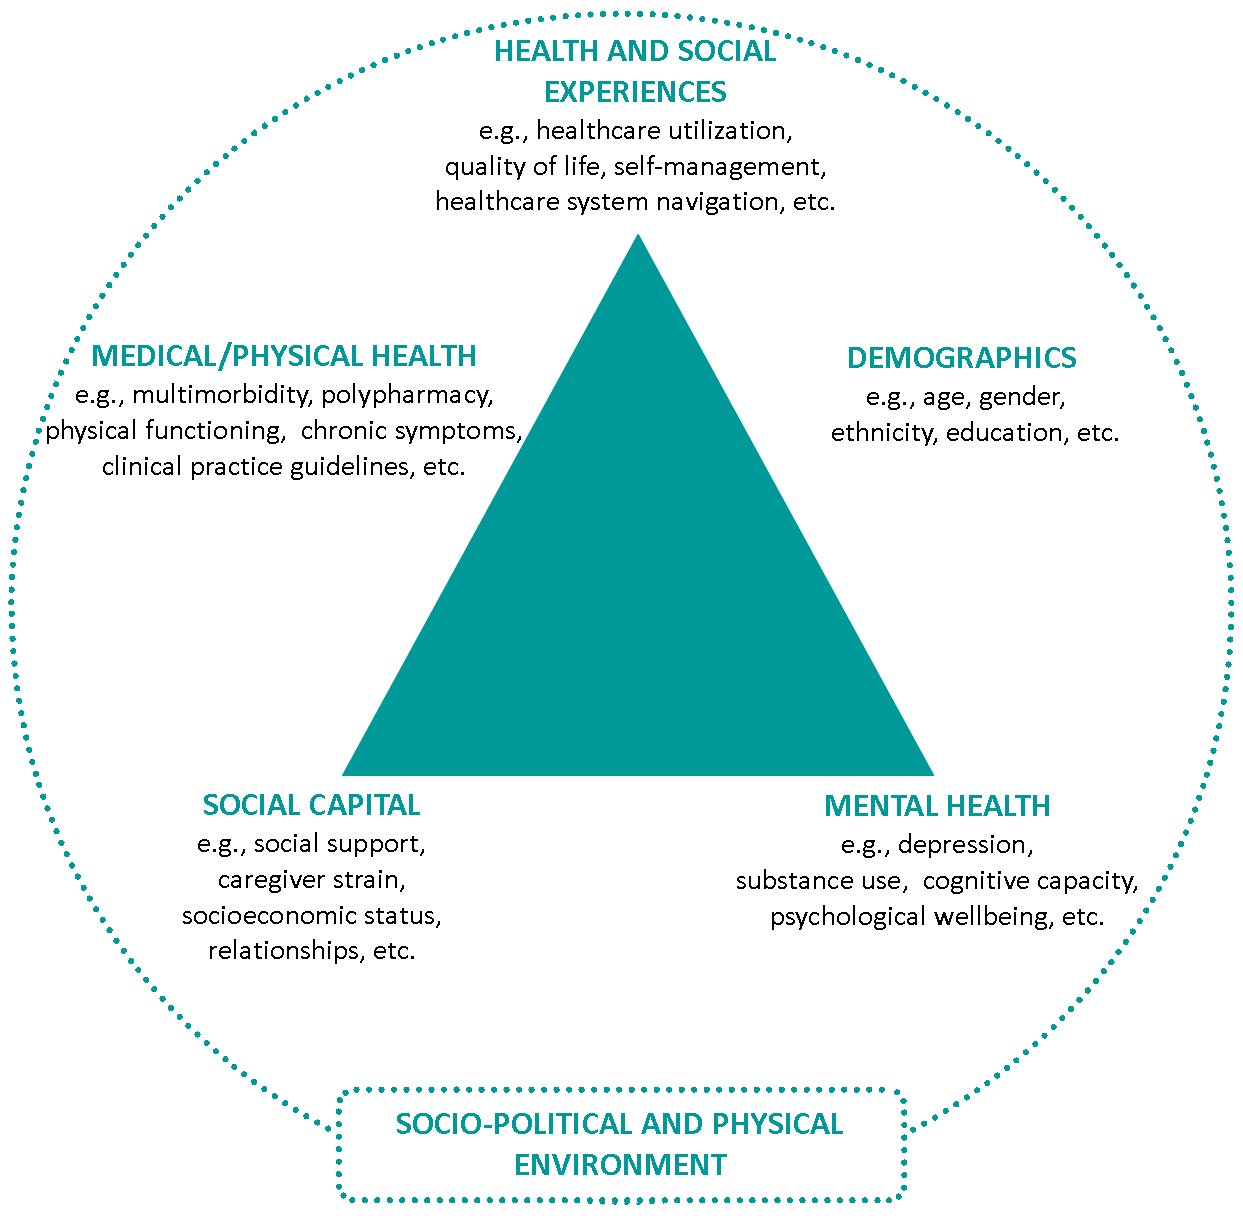 HEALTH AND SOCIAL
EXPERIENCES
e.g., healthcare utilization,
quality of life, self-management,
healthcare system navigation, etc.
MEDICAL/PHYSICAL HEALTH
e.g., multimorbidity, polypharmacy,
physical functioning,  chronic symptoms,
clinical practice guidelines, etc.
DEMOGRAPHICS
e.g., age, gender,
ethnicity, education, etc.
SOCIAL CAPITAL
e.g., social support,
caregiver strain,
socioeconomic status,
relationships, etc.
MENTAL HEALTH
e.g., depression,
substance use,  cognitive capacity,
psychological wellbeing, etc.
SOCIO-POLITICAL AND PHYSICAL
ENVIRONMENT